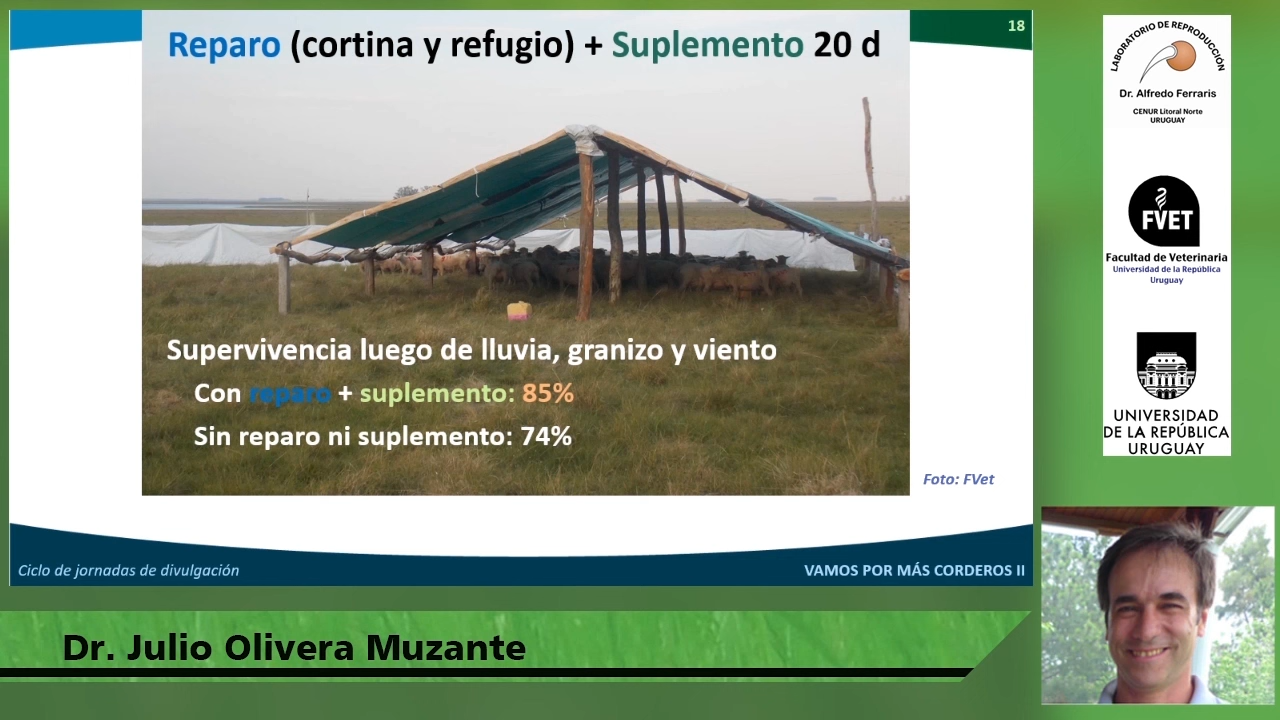 18
Reparo (cortina y refugio) + Suplemento 20 d
Supervivencia luego de lluvia, granizo y viento
Con reparo + suplemento: 85%
Sin reparo ni suplemento: 74%
Foto: FVet
Ciclo de jornadas de divulgación
VAMOS POR MÁS CORDEROS II
LABORATORIO DE REPRODUCCIÓN
Dr. Alfredo Ferraris
CENUR Litoral Norte
URUGUAY
FVET
Facultad de Veterinaria
Universidad de la República
Uruguay
UNIVERSIDAD
DE LA REPÚBLICA
URUGUAY
Dr. Julio Olivera Muzante